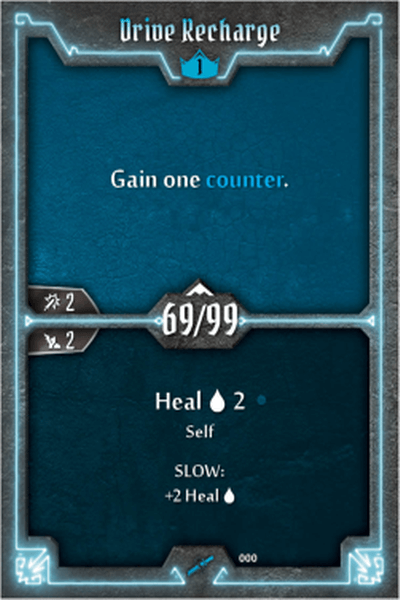 Drive Recharge
1
Gain one counter.
2
69/99
2
Heal 2
Self
SLOW:
+2 Heal
000